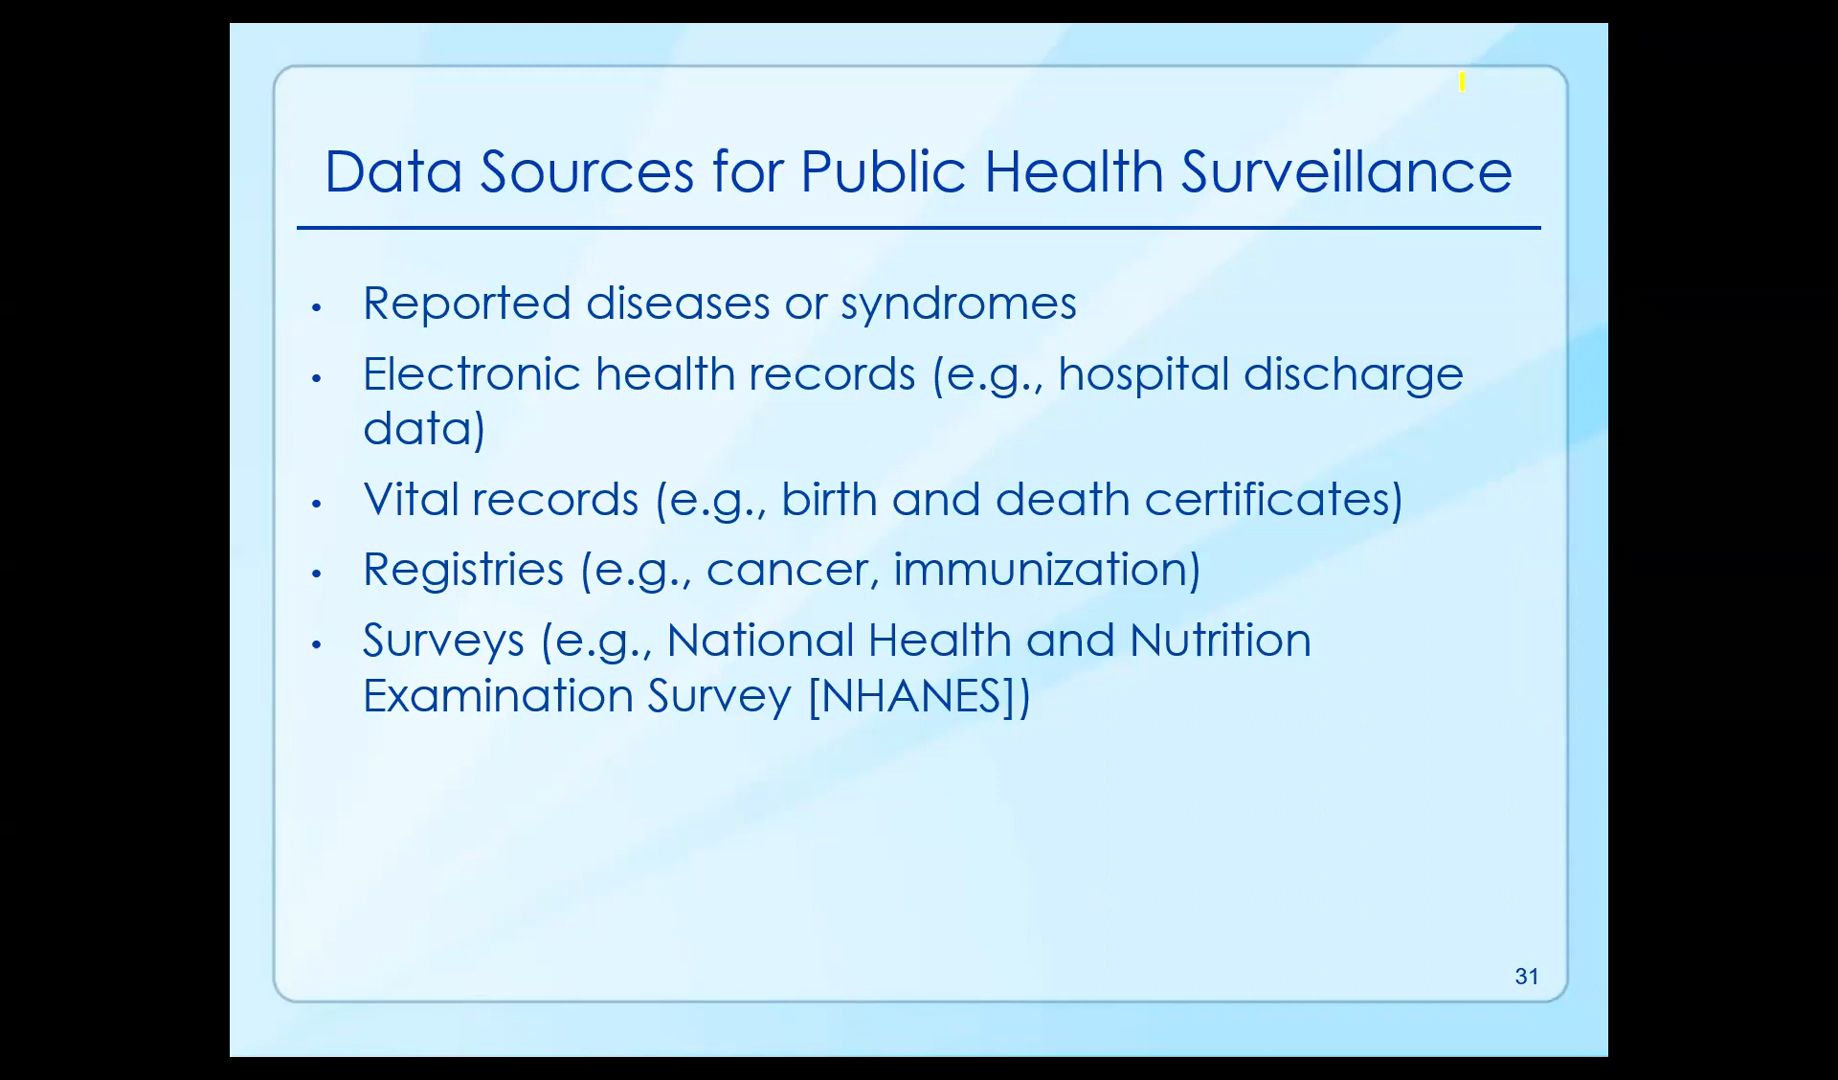 Data Sources for Public Health Surveillance
• Reported diseases or syndromes
• Electronic health records (e.g., hospital discharge
data)
• Vital records (e.g., birth and death certificates)
• Registries (e.g., cancer, immunization)
• Surveys (e.g., National Health and Nutrition
Examination Survey [NHANES])
31